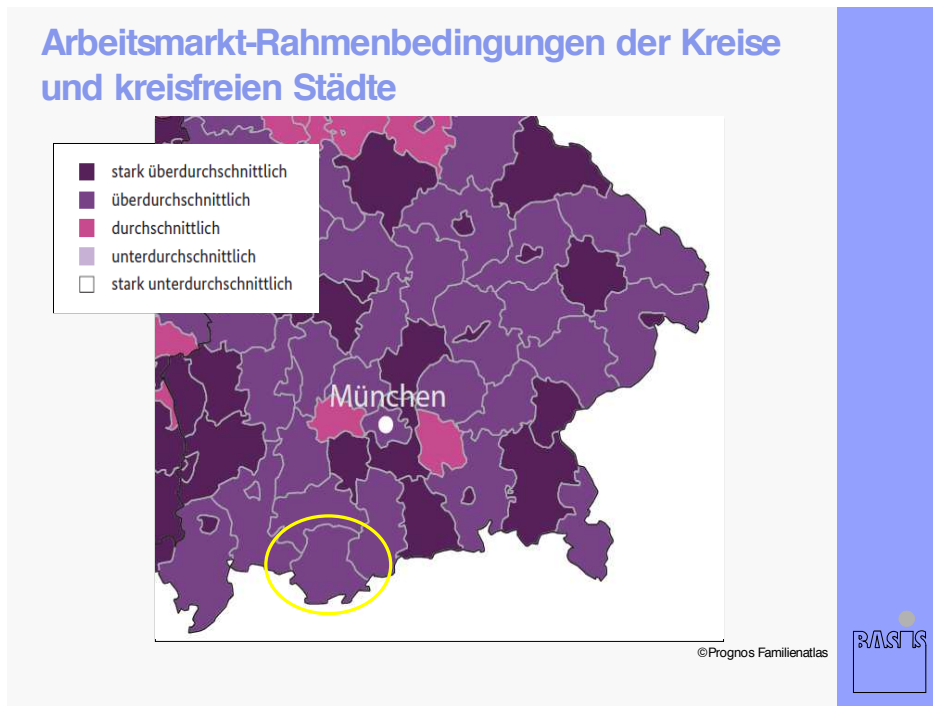 Arbeitsmarkt-Rahmenbedingungen der Kreise
und kreisfreien Städte
stark überdurchschnittlich
überdurchschnittlich
durchschnittlich
unterdurchschnittlich
stark unterdurchschnittlich
München
©Prognos Familienatlas
BASIS